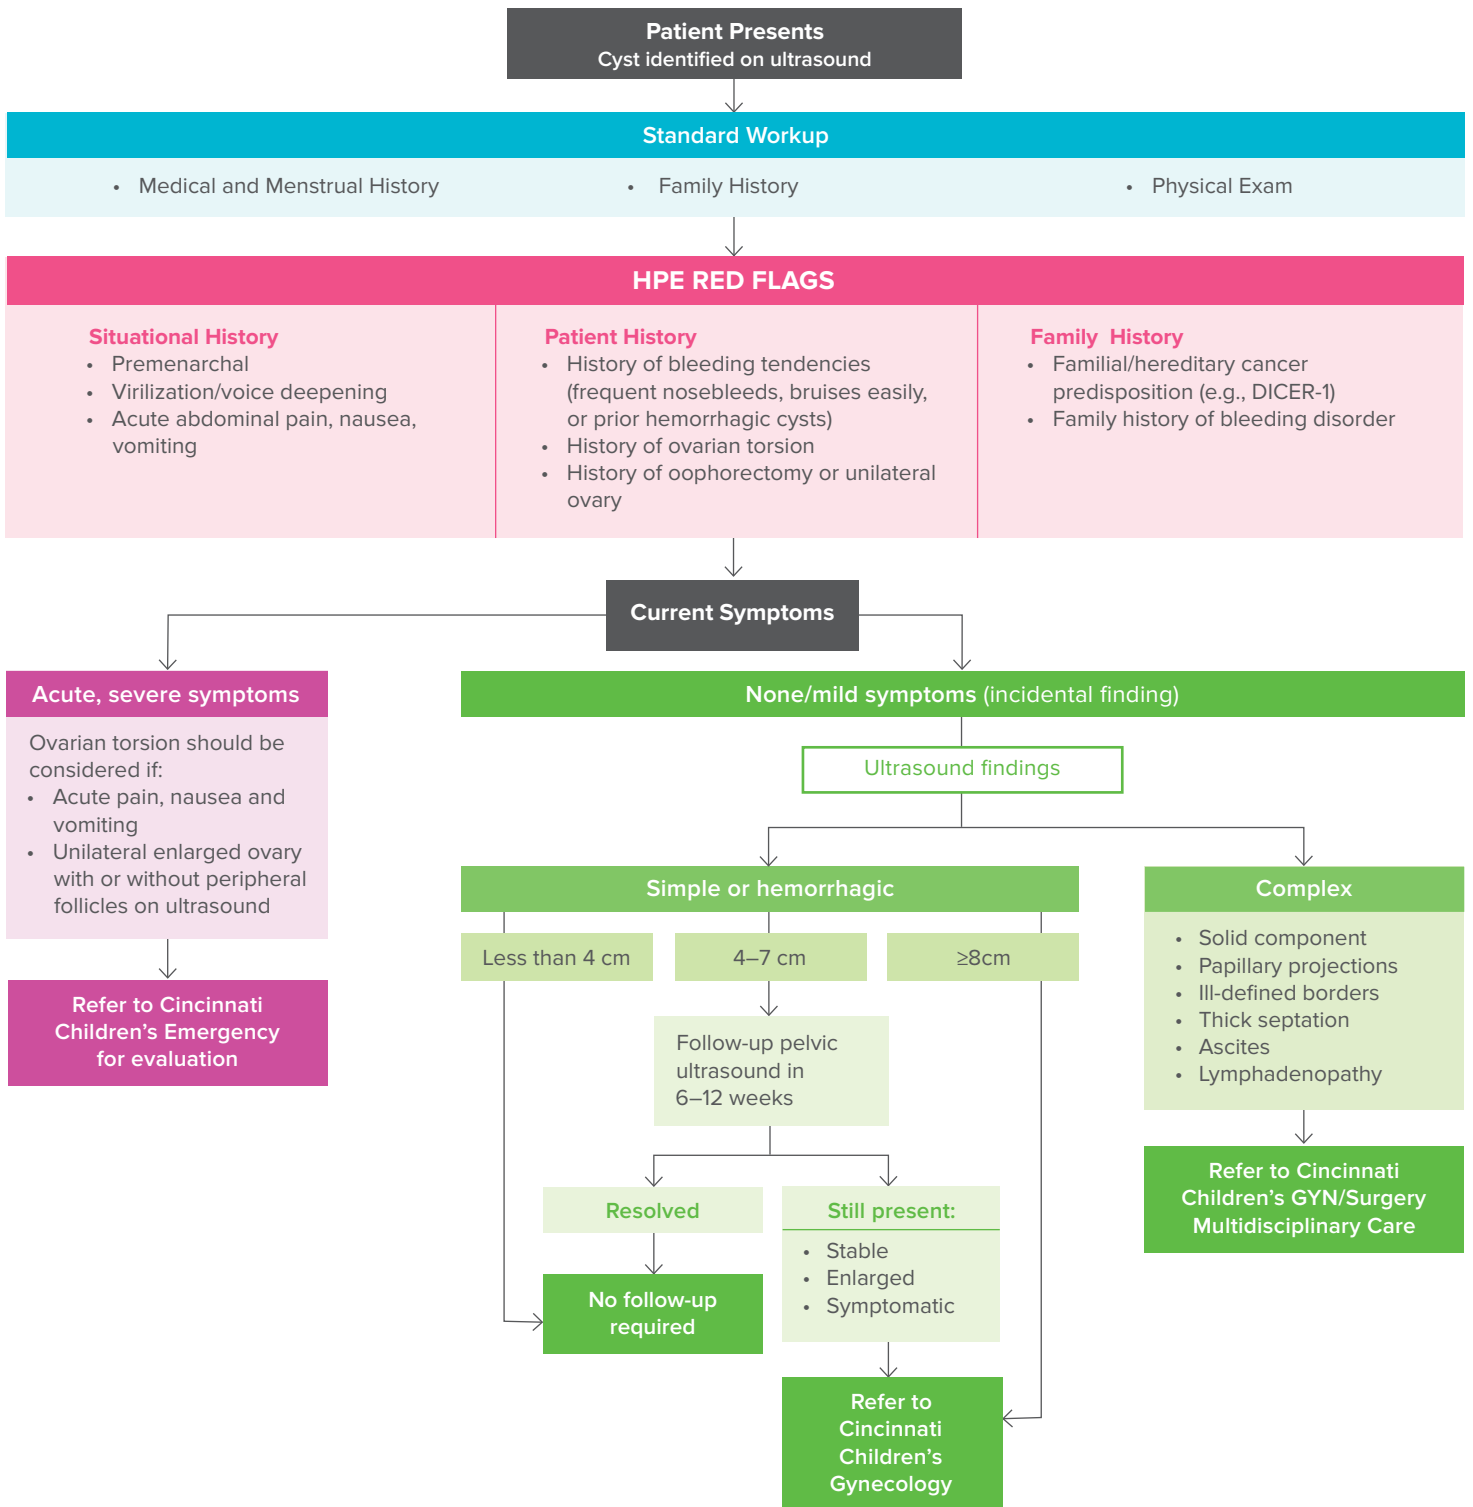 Patient Presents
Cyst identified on ultrasound
Standard Workup
• Medical and Menstrual History
• Family History
• Physical Exam
HPE RED FLAGS
Situational History
• Premenarchal
• Virilization/voice deepening
• Acute abdominal pain, nausea,
vomiting
Patient History
• History of bleeding tendencies
(frequent nosebleeds, bruises easily,
or prior hemorrhagic cysts)
• History of ovarian torsion
• History of oophorectomy or unilateral
ovary
Family History
• Familial/hereditary cancer
predisposition (e.g., DICER-1)
• Family history of bleeding disorder
Current Symptoms
Acute, severe symptoms
Ovarian torsion should be
considered if:
• Acute pain, nausea and
vomiting
• Unilateral enlarged ovary
with or without peripheral
follicles on ultrasound
Refer to Cincinnati
Children’s Emergency
for evaluation
None/mild symptoms (incidental finding)
Ultrasound findings
Simple or hemorrhagic
Less than 4 cm
4–7 cm
≥8cm
Follow-up pelvic
ultrasound in
6–12 weeks
Resolved
No follow-up
required
Still present:
• Stable
• Enlarged
• Symptomatic
Refer to
Cincinnati
Children’s
Gynecology
Complex
• Solid component
• Papillary projections
• Ill-defined borders
• Thick septation
• Ascites
• Lymphadenopathy
Refer to Cincinnati
Children’s GYN/Surgery
Multidisciplinary Care